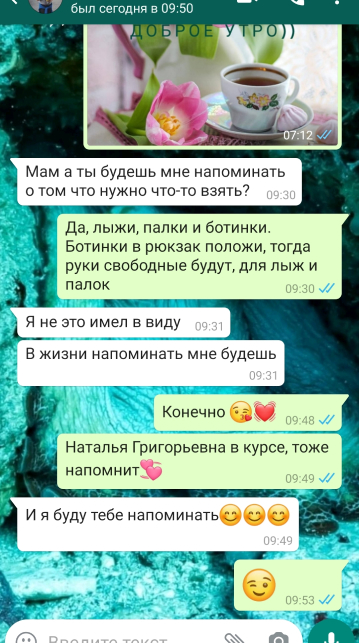 был сегодня в 09:50
ДОБРОЕ УТРО))
07:12
Мам а ты будешь мне напоминать
о том что нужно что-то взять?
09:30
Да, лыжи, палки и ботинки.
Ботинки в рюкзак положи, тогда
руки свободные будут, для лыж и
палок
09:30
Я не это имел в виду
09:31
В жизни напоминать мне будешь
09:31
Конечно 😘💓
09:48
Наталья Григорьевна в курсе, тоже
напомнит💞
09:49
И я буду тебе напоминать😊😊😊
09:49
😉
09:53
Введите текст